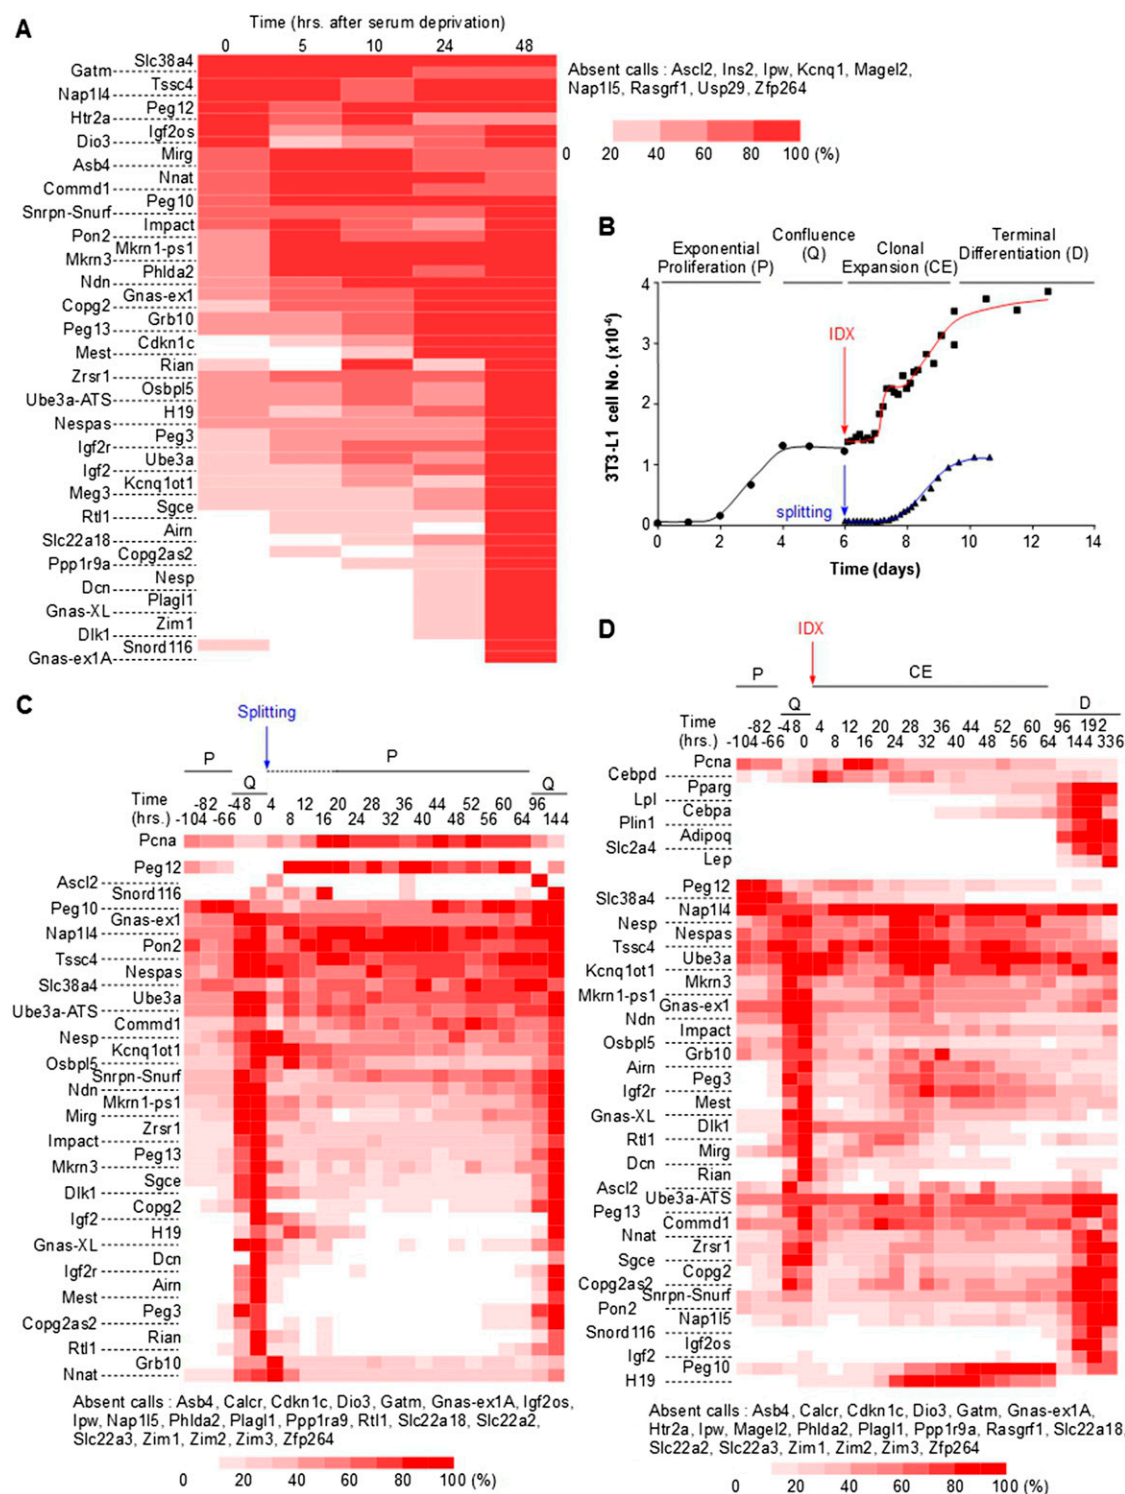 A
Time (hrs. after serum deprivation)
0 5 10 24 48
Slc38a4
Gatm
Tssc4
Nap1l4
Peg12
Htr2a
Igf2os
Dio3
Mirg
Asb4
Nnat
Commd1
Peg10
Snrpn-Snurf
Impact
Pon2
Mkrn1-ps1
Mkrn3
Phlda2
Ndn
Gnas-ex1
Copg2
Grb10
Peg13
Cdkn1c
Mest
Rian
Zrsr1
Osbpl5
Ube3a-ATS
H19
Nespas
Peg3
Igf2r
Ube3a
Igf2
Kcnq1ot1
Meg3
Sgce
Rtl1
Airn
Slc22a18
Copg2as2
Ppp1r9a
Nesp
Dcn
Plagl1
Gnas-XL
Zim1
Dlk1
Snord116
Gnas-ex1A
Absent calls : Ascl2, Ins2, Ipw, Kcnq1, Magel2,
Nap1l5, Rasgrf1, Usp29, Zfp264
0 20 40 60 80 100 (%)
B
Exponential
Proliferation (P)
Confluence
(Q)
Clonal
Expansion (CE)
Terminal
Differentiation (D)
3T3-L1 cell No. (x10⁻⁶)
4
3
2
1
0
IDX
splitting
0 2 4 6 8 10 12 14
Time (days)
C
Splitting
P P
Q Q
Time -82 -48 4 12 20 28 36 44 52 60 96
(hrs.) -104 -66 0 8 16 24 32 40 48 56 64 144
Pcna
Peg12
Ascl2
Snord116
Peg10
Gnas-ex1
Nap1l4
Pon2
Tssc4
Nespas
Slc38a4
Ube3a
Ube3a-ATS
Commd1
Nesp
Kcnq1ot1
Osbpl5
Snrpn-Snurf
Ndn
Mkrn1-ps1
Mirg
Zrsr1
Impact
Peg13
Mkrn3
Sgce
Dlk1
Copg2
Igf2
H19
Gnas-XL
Dcn
Igf2r
Airn
Mest
Peg3
Copg2as2
Rian
Rtl1
Grb10
Nnat
Absent calls : Asb4, Calcr, Cdkn1c, Dio3, Gatm, Gnas-ex1A, Igf2os,
Ipw, Nap1l5, Phlda2, Plagl1, Ppp1ra9, Rtl1, Slc22a18, Slc22a2,
Slc22a3, Zim1, Zim2, Zim3, Zfp264
0 20 40 60 80 100 (%)
D
IDX
P CE
Q D
Time -82 -48 4 12 20 28 36 44 52 60 96 192
(hrs.) -104 -66 0 8 16 24 32 40 48 56 64 144 336
Pcna
Cebpd
Pparg
Lpl
Cebpa
Plin1
Adipoq
Slc2a4
Lep
Peg12
Slc38a4
Nap1l4
Nesp
Nespas
Tssc4
Ube3a
Kcnq1ot1
Mkrn3
Mkrn1-ps1
Gnas-ex1
Ndn
Impact
Osbpl5
Grb10
Airn
Peg3
Igf2r
Mest
Gnas-XL
Dlk1
Rtl1
Mirg
Dcn
Rian
Ascl2
Ube3a-ATS
Peg13
Commd1
Nnat
Zrsr1
Sgce
Copg2
Copg2as2
Snrpn-Snurf
Pon2
Nap1l5
Snord116
Igf2os
Igf2
Peg10
H19
Absent calls : Asb4, Calcr, Cdkn1c, Dio3, Gatm, Gnas-ex1A,
Htr2a, Ipw, Magel2, Phlda2, Plagl1, Ppp1r9a, Rasgrf1, Slc22a18,
Slc22a2, Slc22a3, Zim1, Zim2, Zim3, Zfp264
0 20 40 60 80 100 (%)